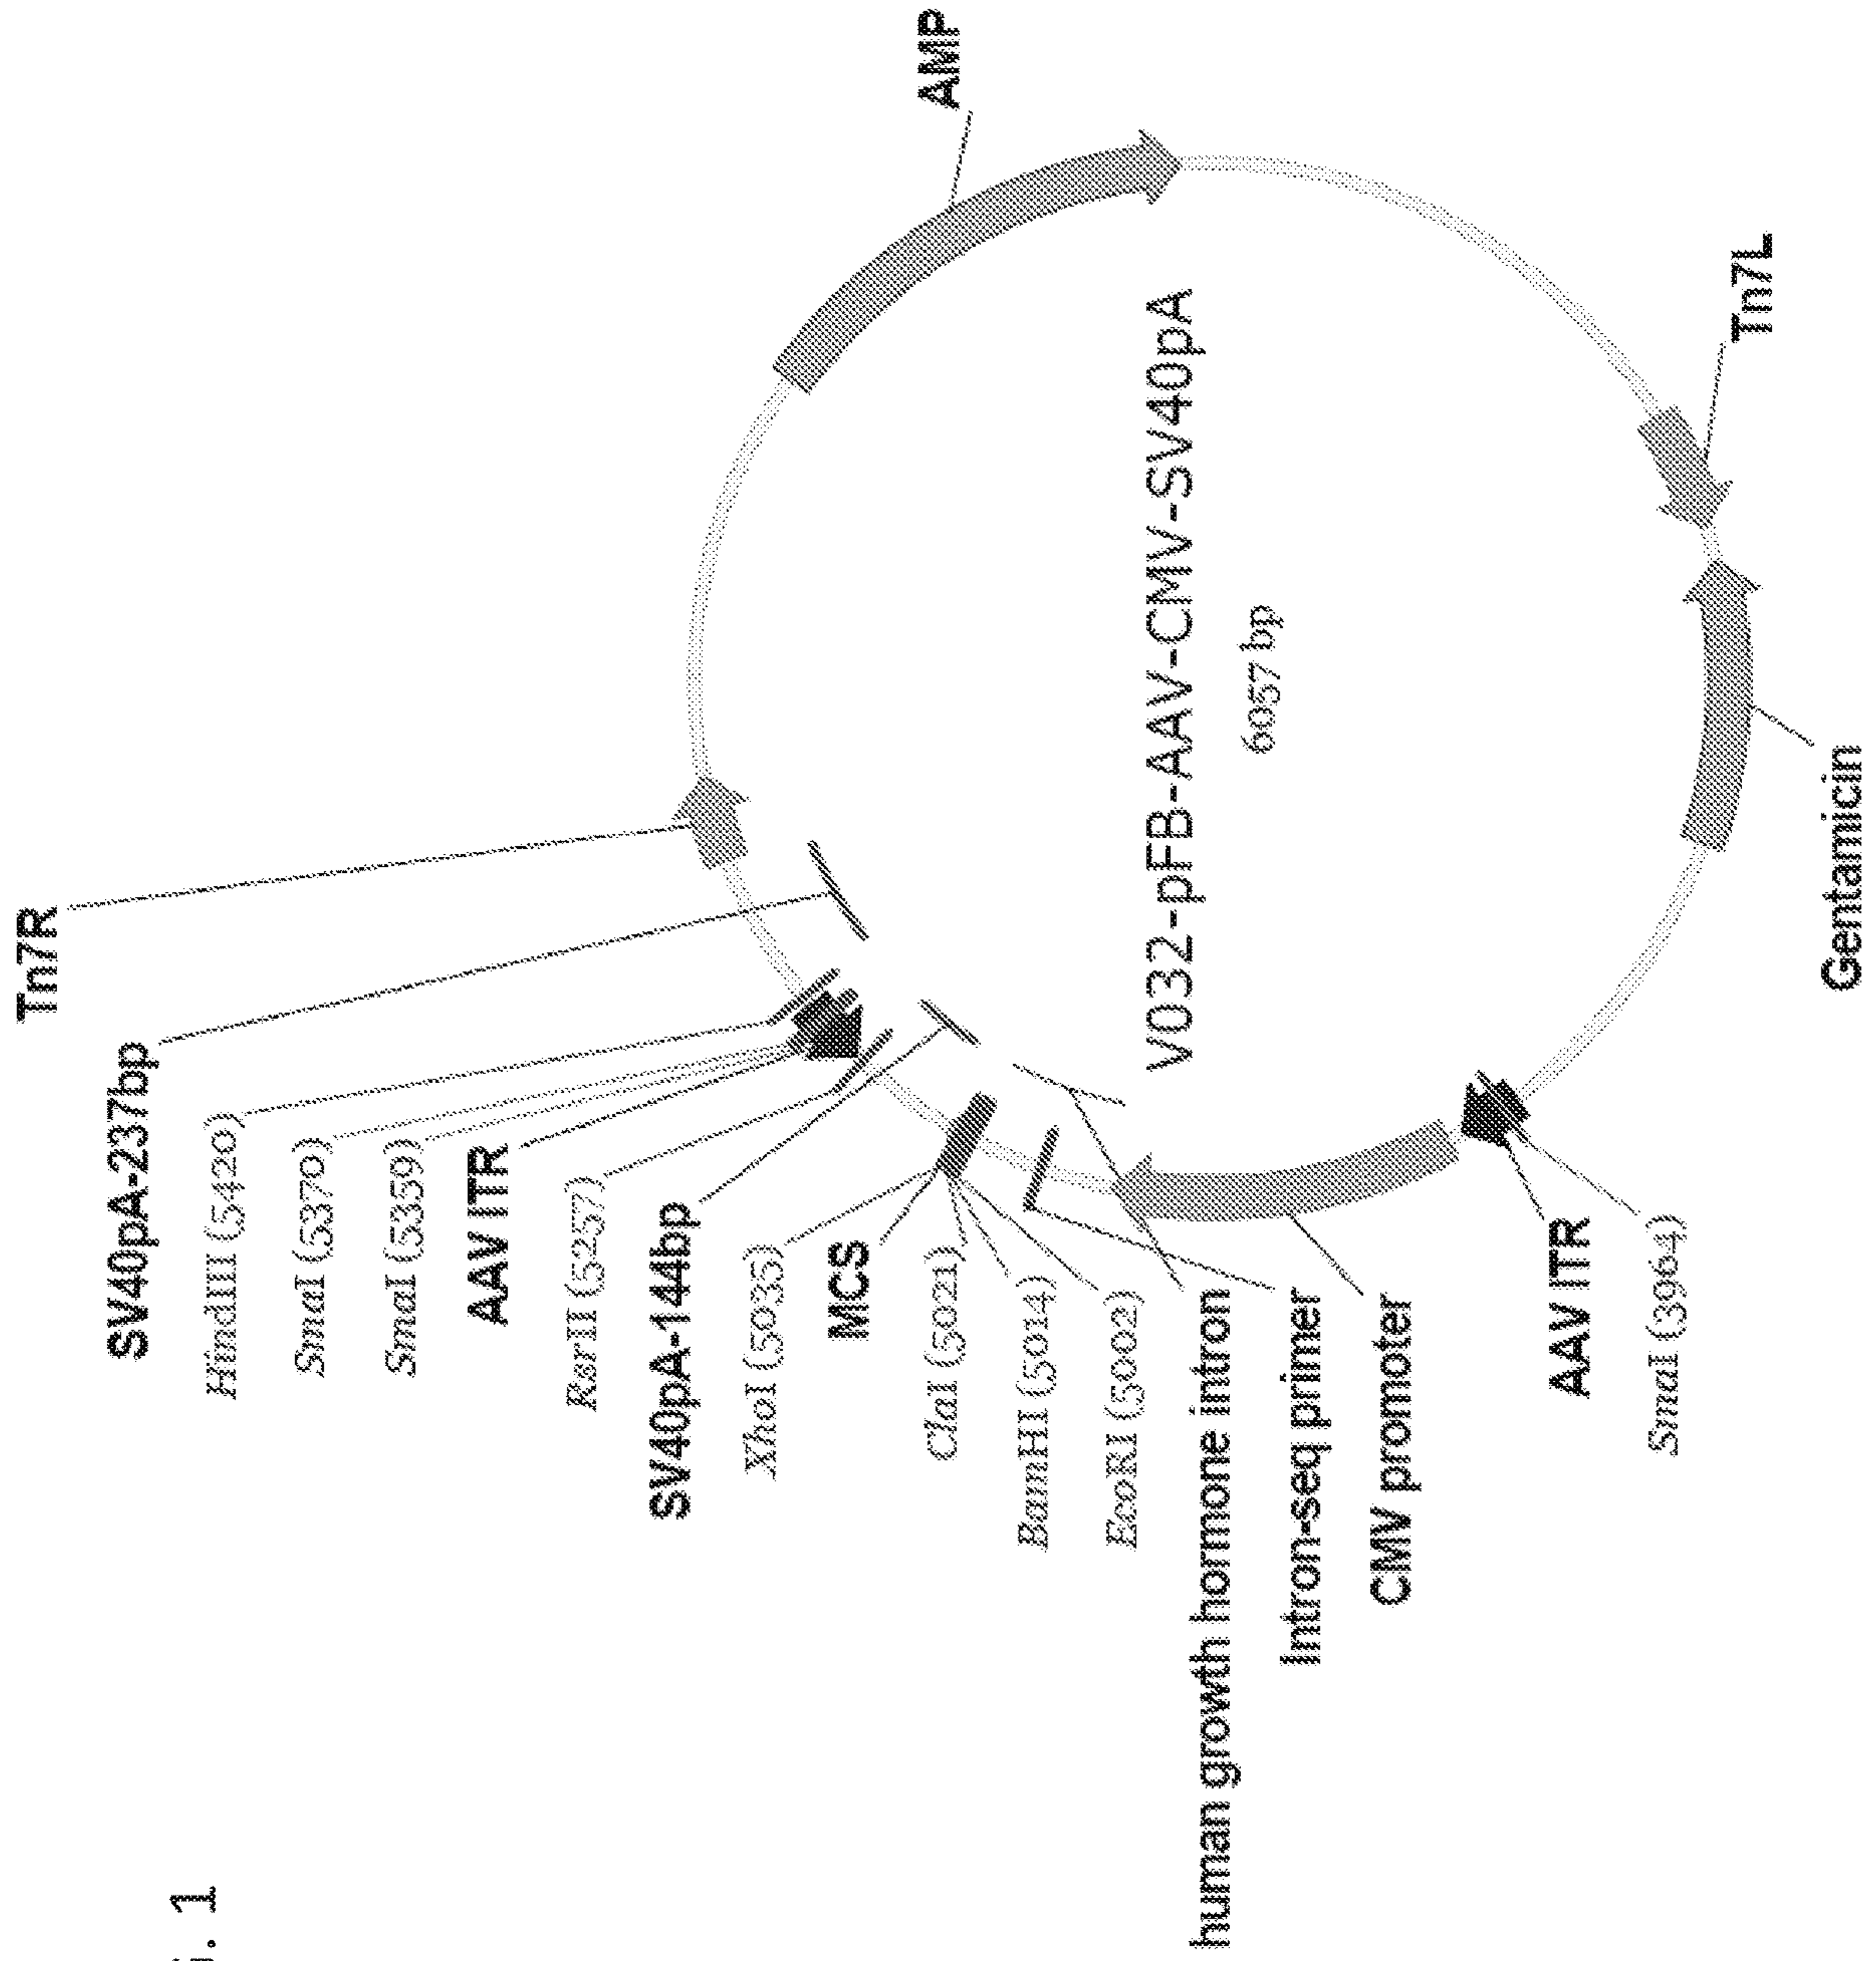 . 1
AMP
Tn7L
Gentamicin
V032-pFB-AAV-CMV-SV40pA
6057 bp
Tn7R
SV40pA-237bp
HindIII (5420)
SmaI (5370)
SmaI (5359)
AAV ITR
RsrII (5257)
SV40pA-144bp
XhoI (5035)
MCS
ClaI (5021)
BamHI (5014)
EcoRI (5002)
human growth hormone intron
Intron-seq primer
CMV promoter
AAV ITR
SmaI (3964)